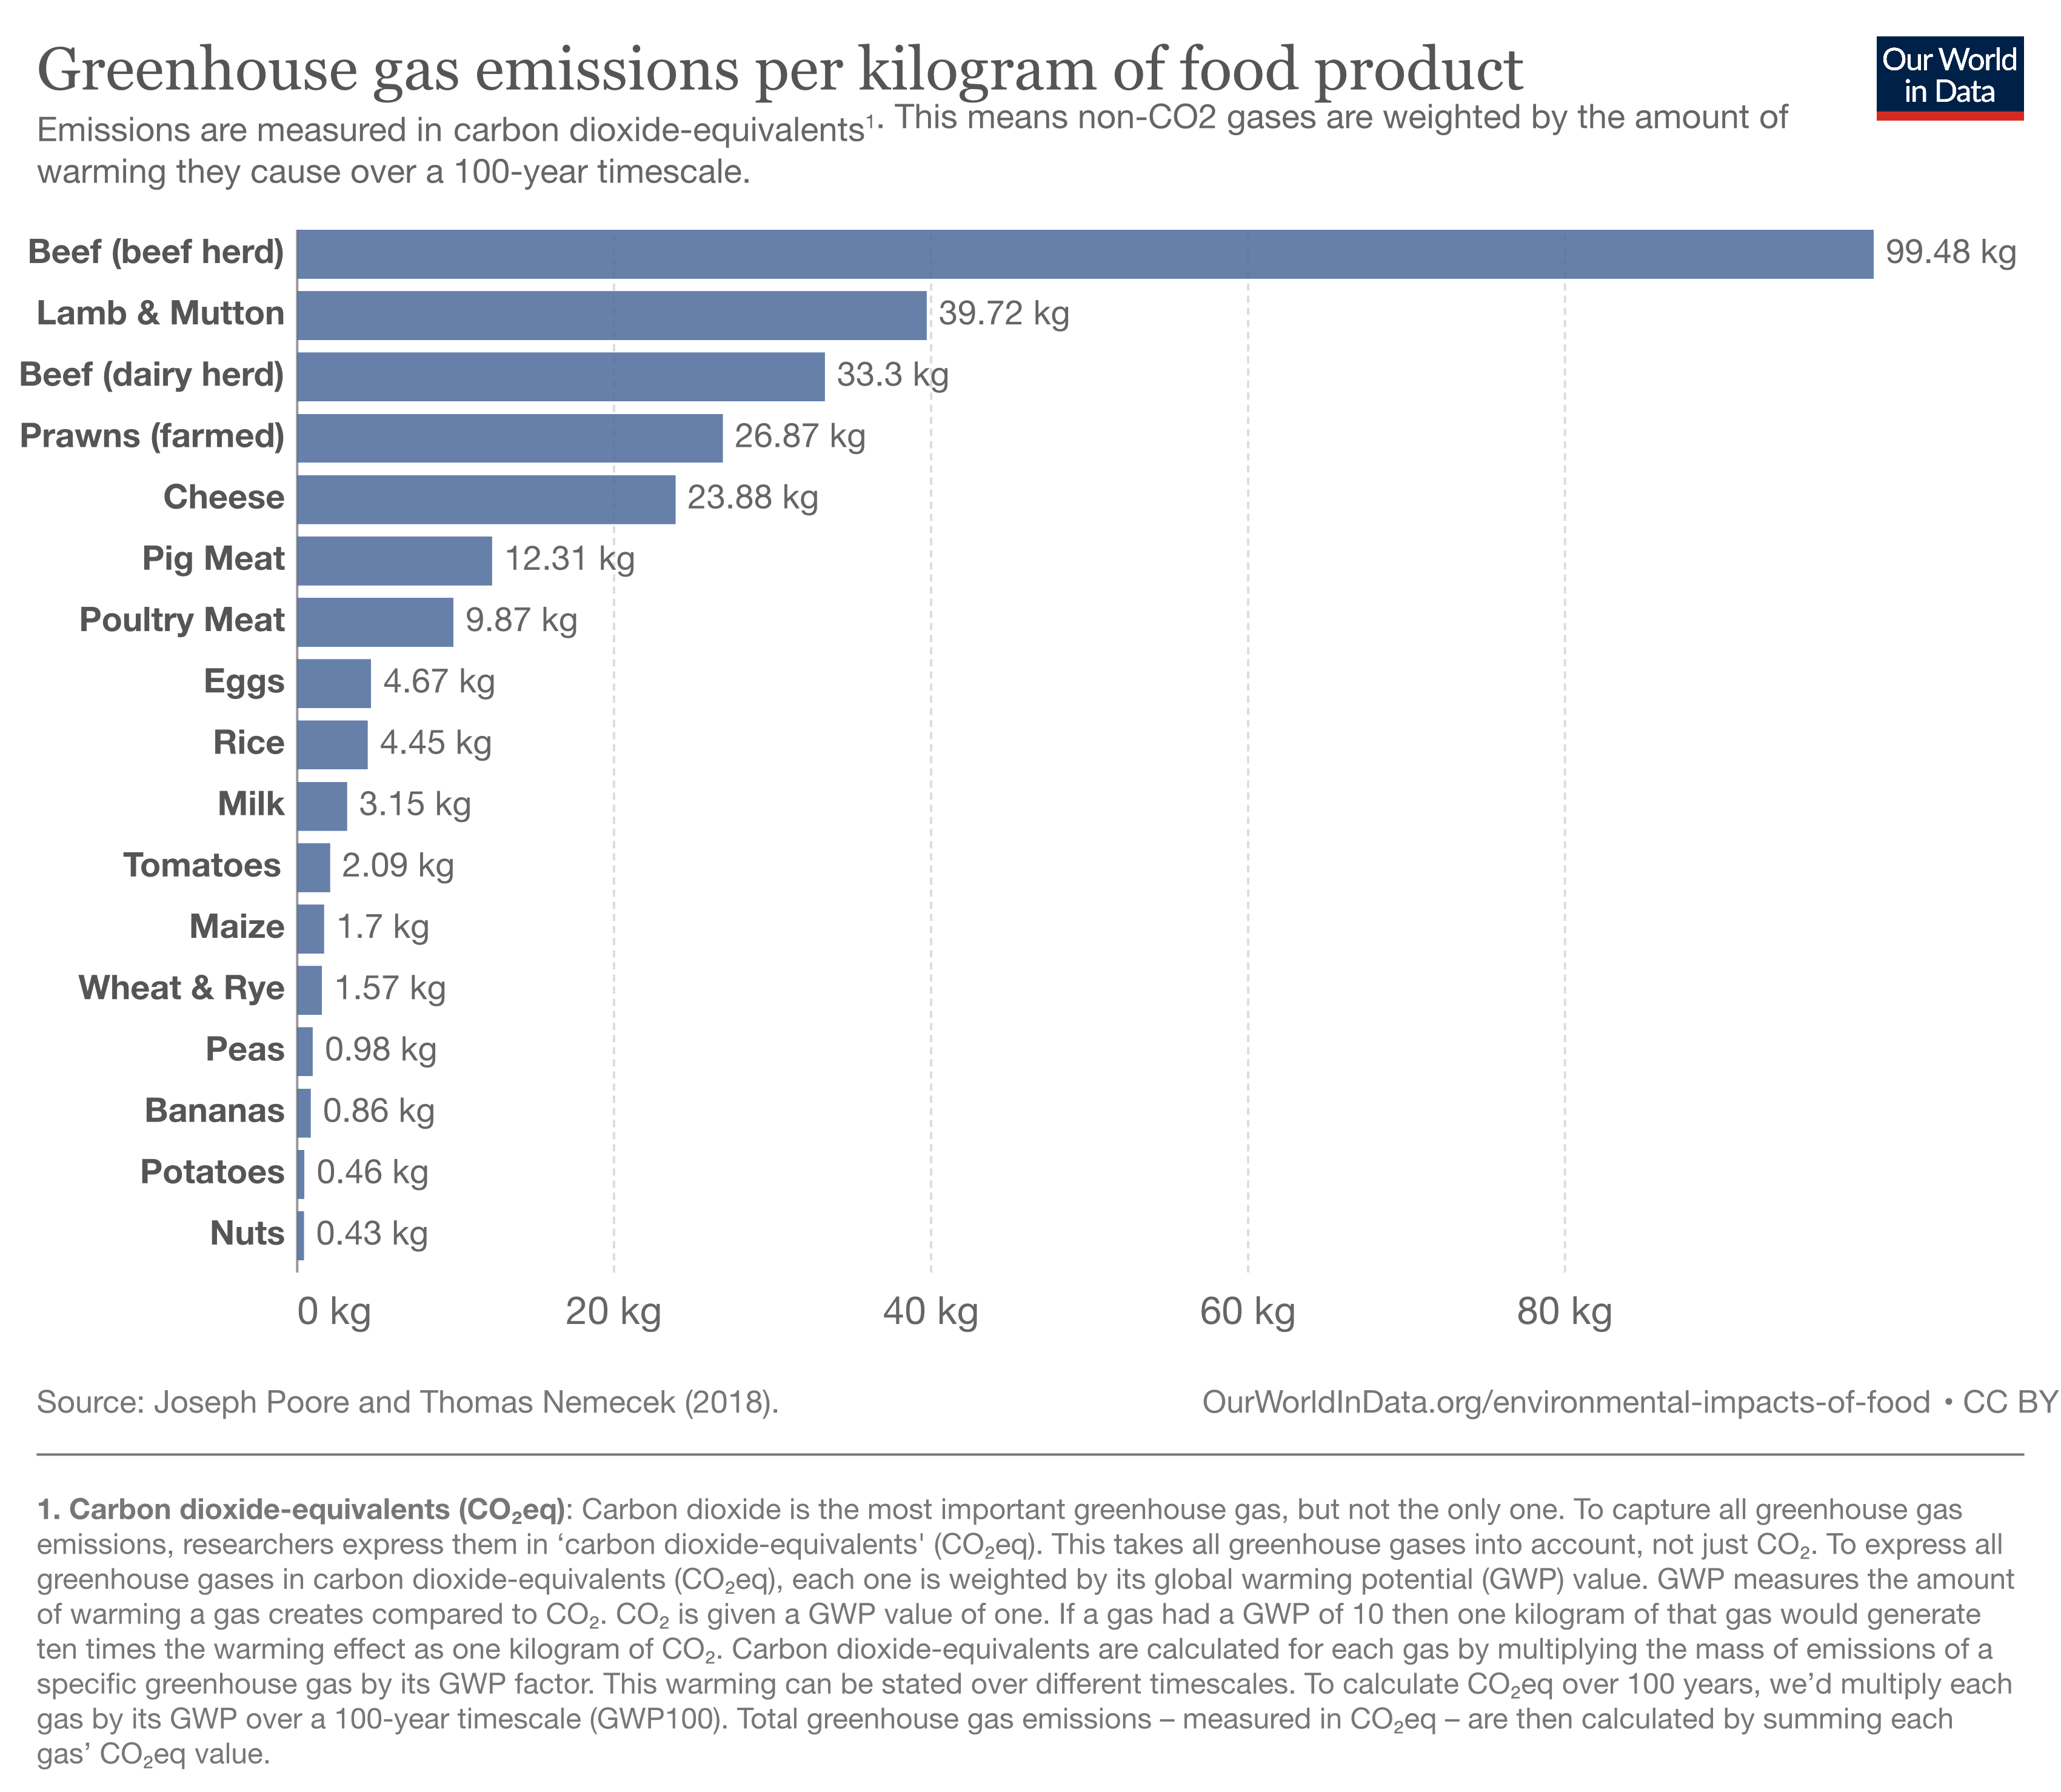 Greenhouse gas emissions per kilogram of food product
Our World
in Data
Emissions are measured in carbon dioxide-equivalents¹. This means non-CO2 gases are weighted by the amount of
warming they cause over a 100-year timescale.
Beef (beef herd) 99.48 kg
Lamb & Mutton 39.72 kg
Beef (dairy herd) 33.3 kg
Prawns (farmed) 26.87 kg
Cheese 23.88 kg
Pig Meat 12.31 kg
Poultry Meat 9.87 kg
Eggs 4.67 kg
Rice 4.45 kg
Milk 3.15 kg
Tomatoes 2.09 kg
Maize 1.7 kg
Wheat & Rye 1.57 kg
Peas 0.98 kg
Bananas 0.86 kg
Potatoes 0.46 kg
Nuts 0.43 kg
0 kg 20 kg 40 kg 60 kg 80 kg
Source: Joseph Poore and Thomas Nemecek (2018). OurWorldInData.org/environmental-impacts-of-food • CC BY
1. Carbon dioxide-equivalents (CO₂eq): Carbon dioxide is the most important greenhouse gas, but not the only one. To capture all greenhouse gas
emissions, researchers express them in ‘carbon dioxide-equivalents' (CO₂eq). This takes all greenhouse gases into account, not just CO₂. To express all
greenhouse gases in carbon dioxide-equivalents (CO₂eq), each one is weighted by its global warming potential (GWP) value. GWP measures the amount
of warming a gas creates compared to CO₂. CO₂ is given a GWP value of one. If a gas had a GWP of 10 then one kilogram of that gas would generate
ten times the warming effect as one kilogram of CO₂. Carbon dioxide-equivalents are calculated for each gas by multiplying the mass of emissions of a
specific greenhouse gas by its GWP factor. This warming can be stated over different timescales. To calculate CO₂eq over 100 years, we’d multiply each
gas by its GWP over a 100-year timescale (GWP100). Total greenhouse gas emissions – measured in CO₂eq – are then calculated by summing each
gas’ CO₂eq value.